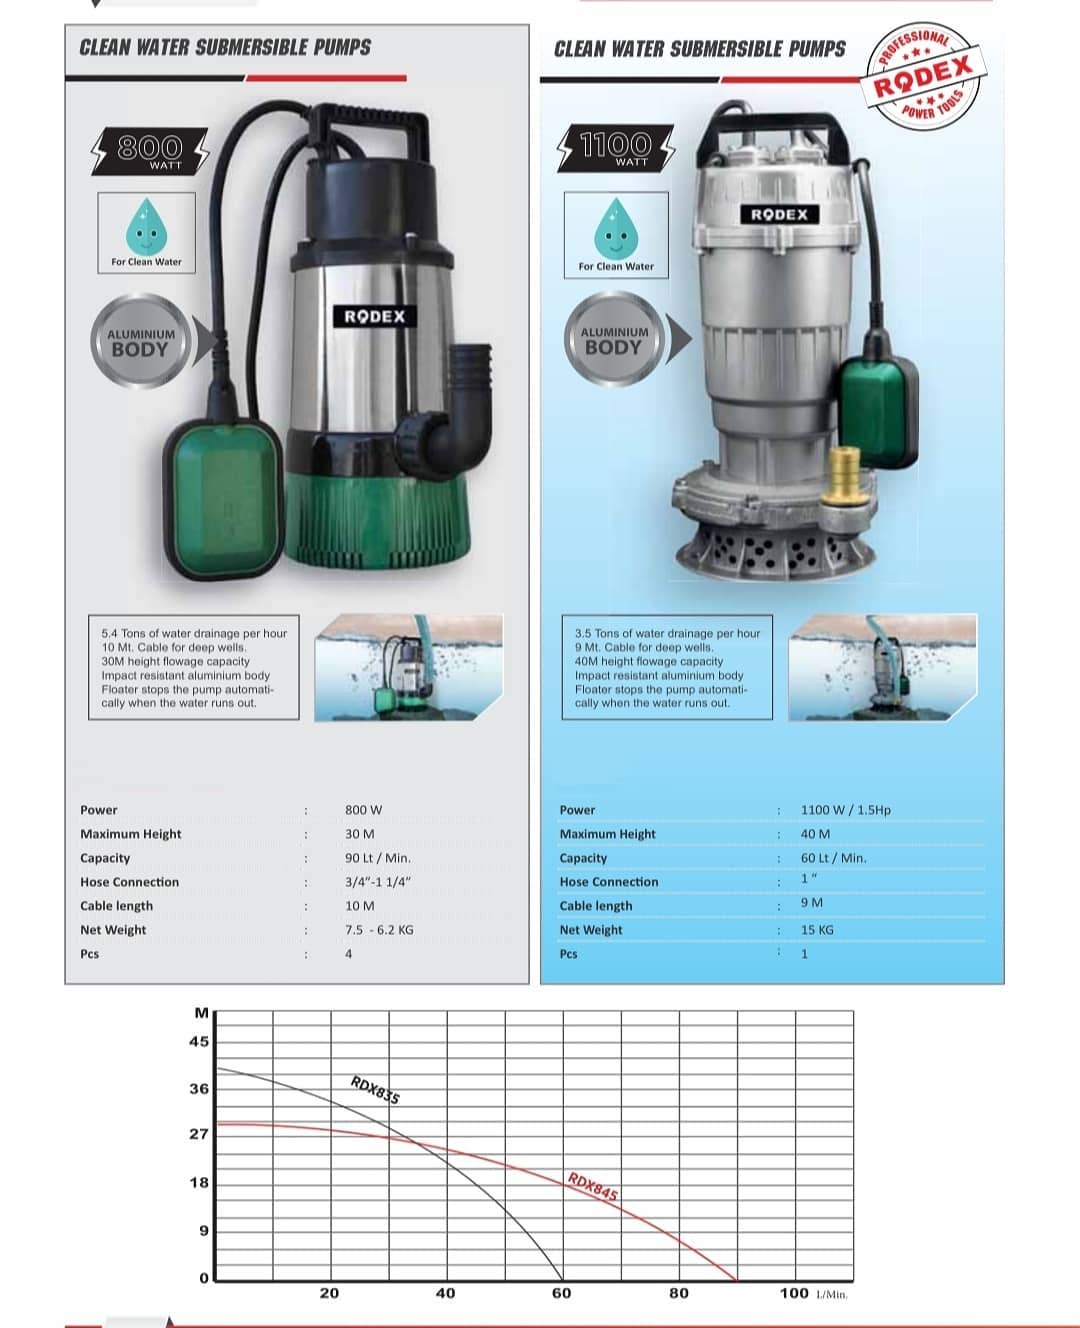 CLEAN WATER SUBMERSIBLE PUMPS
800
WATT
For Clean Water
ALUMINIUM
BODY
RODEX
5.4 Tons of water drainage per hour
10 Mt. Cable for deep wells.
30M height flowage capacity
Impact resistant aluminium body
Floater stops the pump automati-
cally when the water runs out.
Power : 800 W
Maximum Height : 30 M
Capacity : 90 Lt / Min.
Hose Connection : 3/4"-1 1/4"
Cable length : 10 M
Net Weight : 7.5 - 6.2 KG
Pcs : 4
CLEAN WATER SUBMERSIBLE PUMPS
PROFESSIONAL
RODEX
POWER TOOLS
1100
WATT
For Clean Water
ALUMINIUM
BODY
RODEX
3.5 Tons of water drainage per hour
9 Mt. Cable for deep wells.
40M height flowage capacity
Impact resistant aluminium body
Floater stops the pump automati-
cally when the water runs out.
Power : 1100 W / 1.5Hp
Maximum Height : 40 M
Capacity : 60 Lt / Min.
Hose Connection : 1 "
Cable length : 9 M
Net Weight : 15 KG
Pcs : 1
M
45
36
27
18
9
0
RDX835
RDX845
20 40 60 80 100 L/Min.